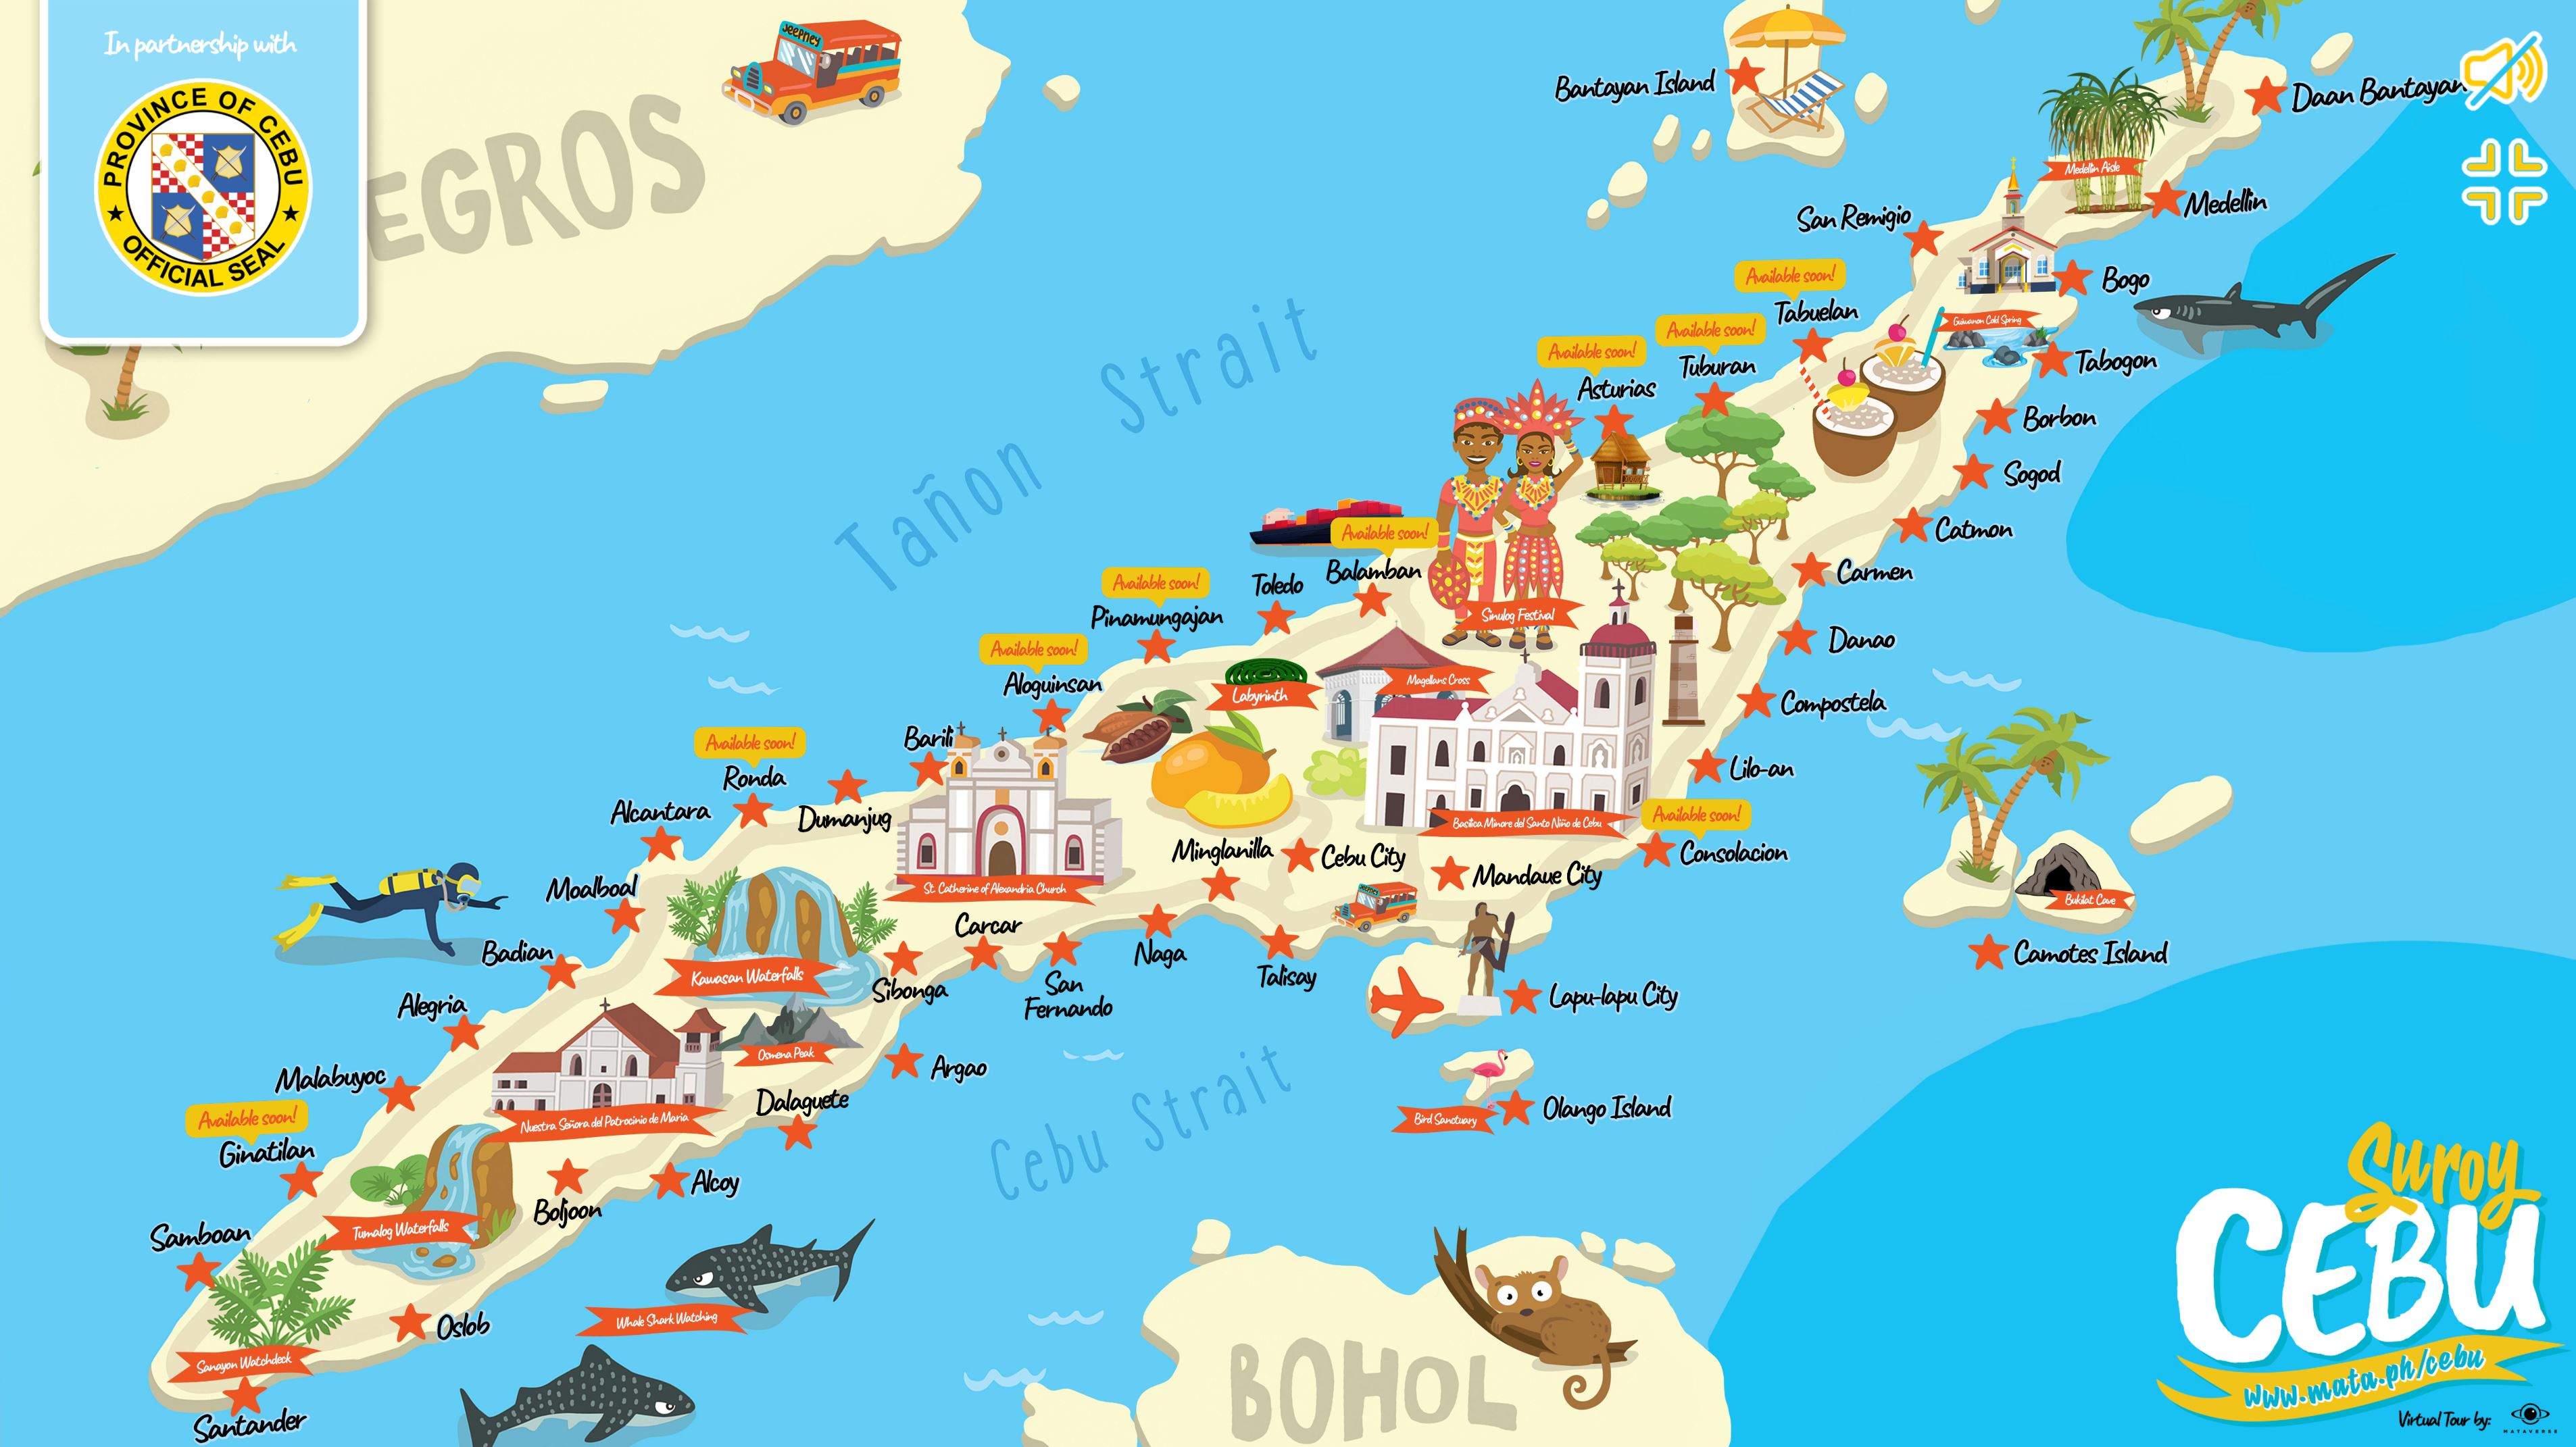 In partnership with
PROVINCE OF CEBU
OFFICIAL SEAL
JEEPNEY
EGROS
Bantayan Island
Daan Bantayan
Medellin Aisle
Medellin
San Remigio
Bogo
Available soon!
Tabuelan
Available soon!
Tuburan
Available soon!
Asturias
Guiwanon Cold Spring
Tabogon
Borbon
Sogod
Catmon
Carmen
Danao
Compostela
Lilo-an
Tañon Strait
Available soon!
Balamban
Toledo
Available soon!
Pinamungajan
Sinulog Festival
Available soon!
Aloguinsan
Labyrinth
Magellans Cross
Barili
Available soon!
Ronda
Dumanjug
Alcantara
Basilica Minore del Santo Niño de Cebu
Available soon!
Consolacion
Minglanilla
Cebu City
Mandaue City
JEEPNEY
St. Catherine of Alexandria Church
Moalboal
Carcar
Badian
Kawasan Waterfalls
Sibonga
San
Fernando
Naga
Talisay
Bukilat Cave
Camotes Island
Lapu-lapu City
Alegria
Osmena Peak
Argao
Malabuyoc
Nuestra Señora del Patrocinio de Maria
Dalaguete
Cebu Strait
Bird Sanctuary
Olango Island
Available soon!
Ginatilan
Boljoon
Alcoy
Samboan
Tumalog Waterfalls
Oslob
Whale Shark Watching
Sanayon Watchdeck
Santander
BOHOL
Suroy
CEBU
www.mata.ph/cebu
Virtual Tour by:
MATAVERSE